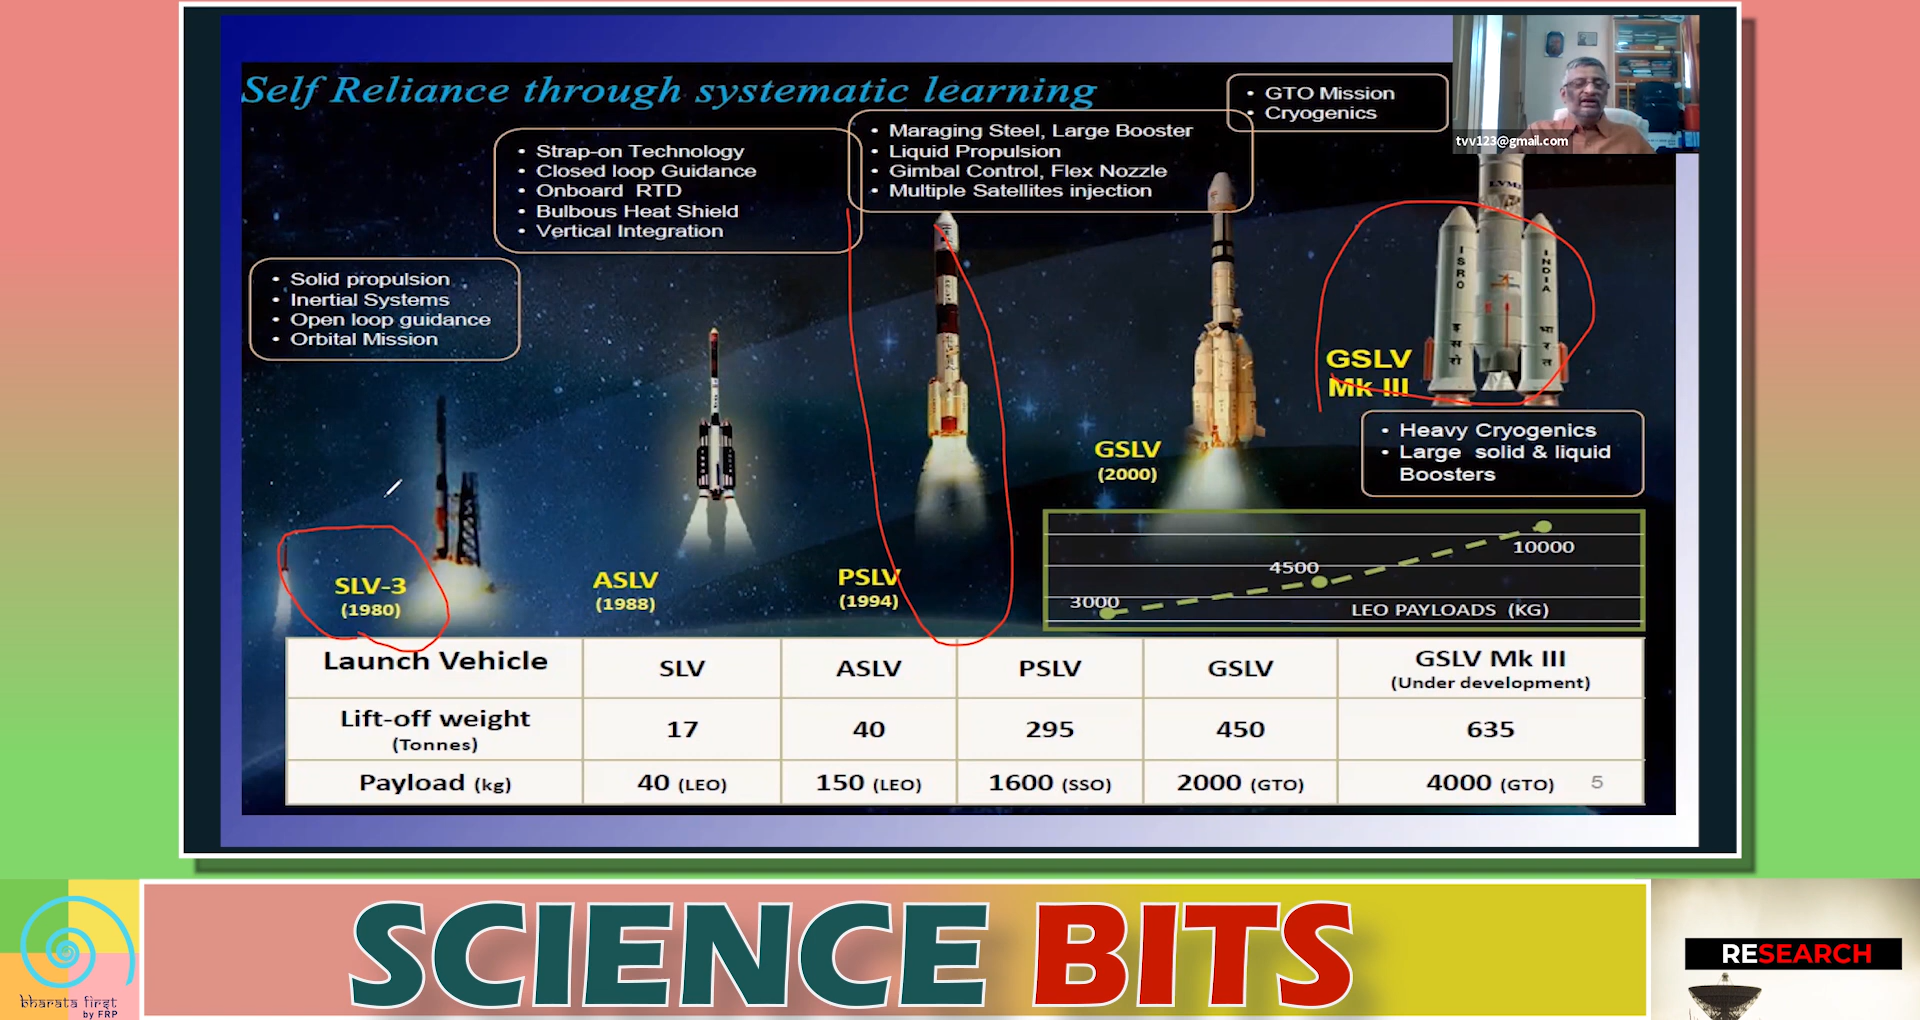 Self Reliance through systematic learning
• GTO Mission
• Cryogenics
tvv123@gmail.com
• Maraging Steel, Large Booster
• Liquid Propulsion
• Gimbal Control, Flex Nozzle
• Multiple Satellites injection
• Strap-on Technology
• Closed loop Guidance
• Onboard RTD
• Bulbous Heat Shield
• Vertical Integration
• Solid propulsion
• Inertial Systems
• Open loop guidance
• Orbital Mission
ISRO
इसरो
INDIA
भारत
GSLV
Mk III
• Heavy Cryogenics
• Large solid & liquid
Boosters
GSLV
(2000)
SLV-3
(1980)
ASLV
(1988)
PSLV
(1994)
3000
4500
10000
LEO PAYLOADS (KG)
Launch Vehicle SLV ASLV PSLV GSLV GSLV Mk III
(Under development)
Lift-off weight 17 40 295 450 635
(Tonnes)
Payload (kg) 40 (LEO) 150 (LEO) 1600 (SSO) 2000 (GTO) 4000 (GTO) 5
SCIENCE BITS
bharata first
by FRP
RESEARCH